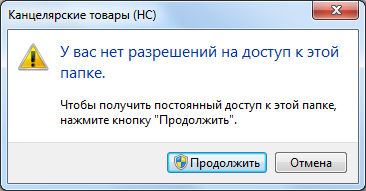 Канцелярские товары (НС)
У вас нет разрешений на доступ к этой
папке.
Чтобы получить постоянный доступ к этой папке,
нажмите кнопку "Продолжить".
Продолжить
Отмена